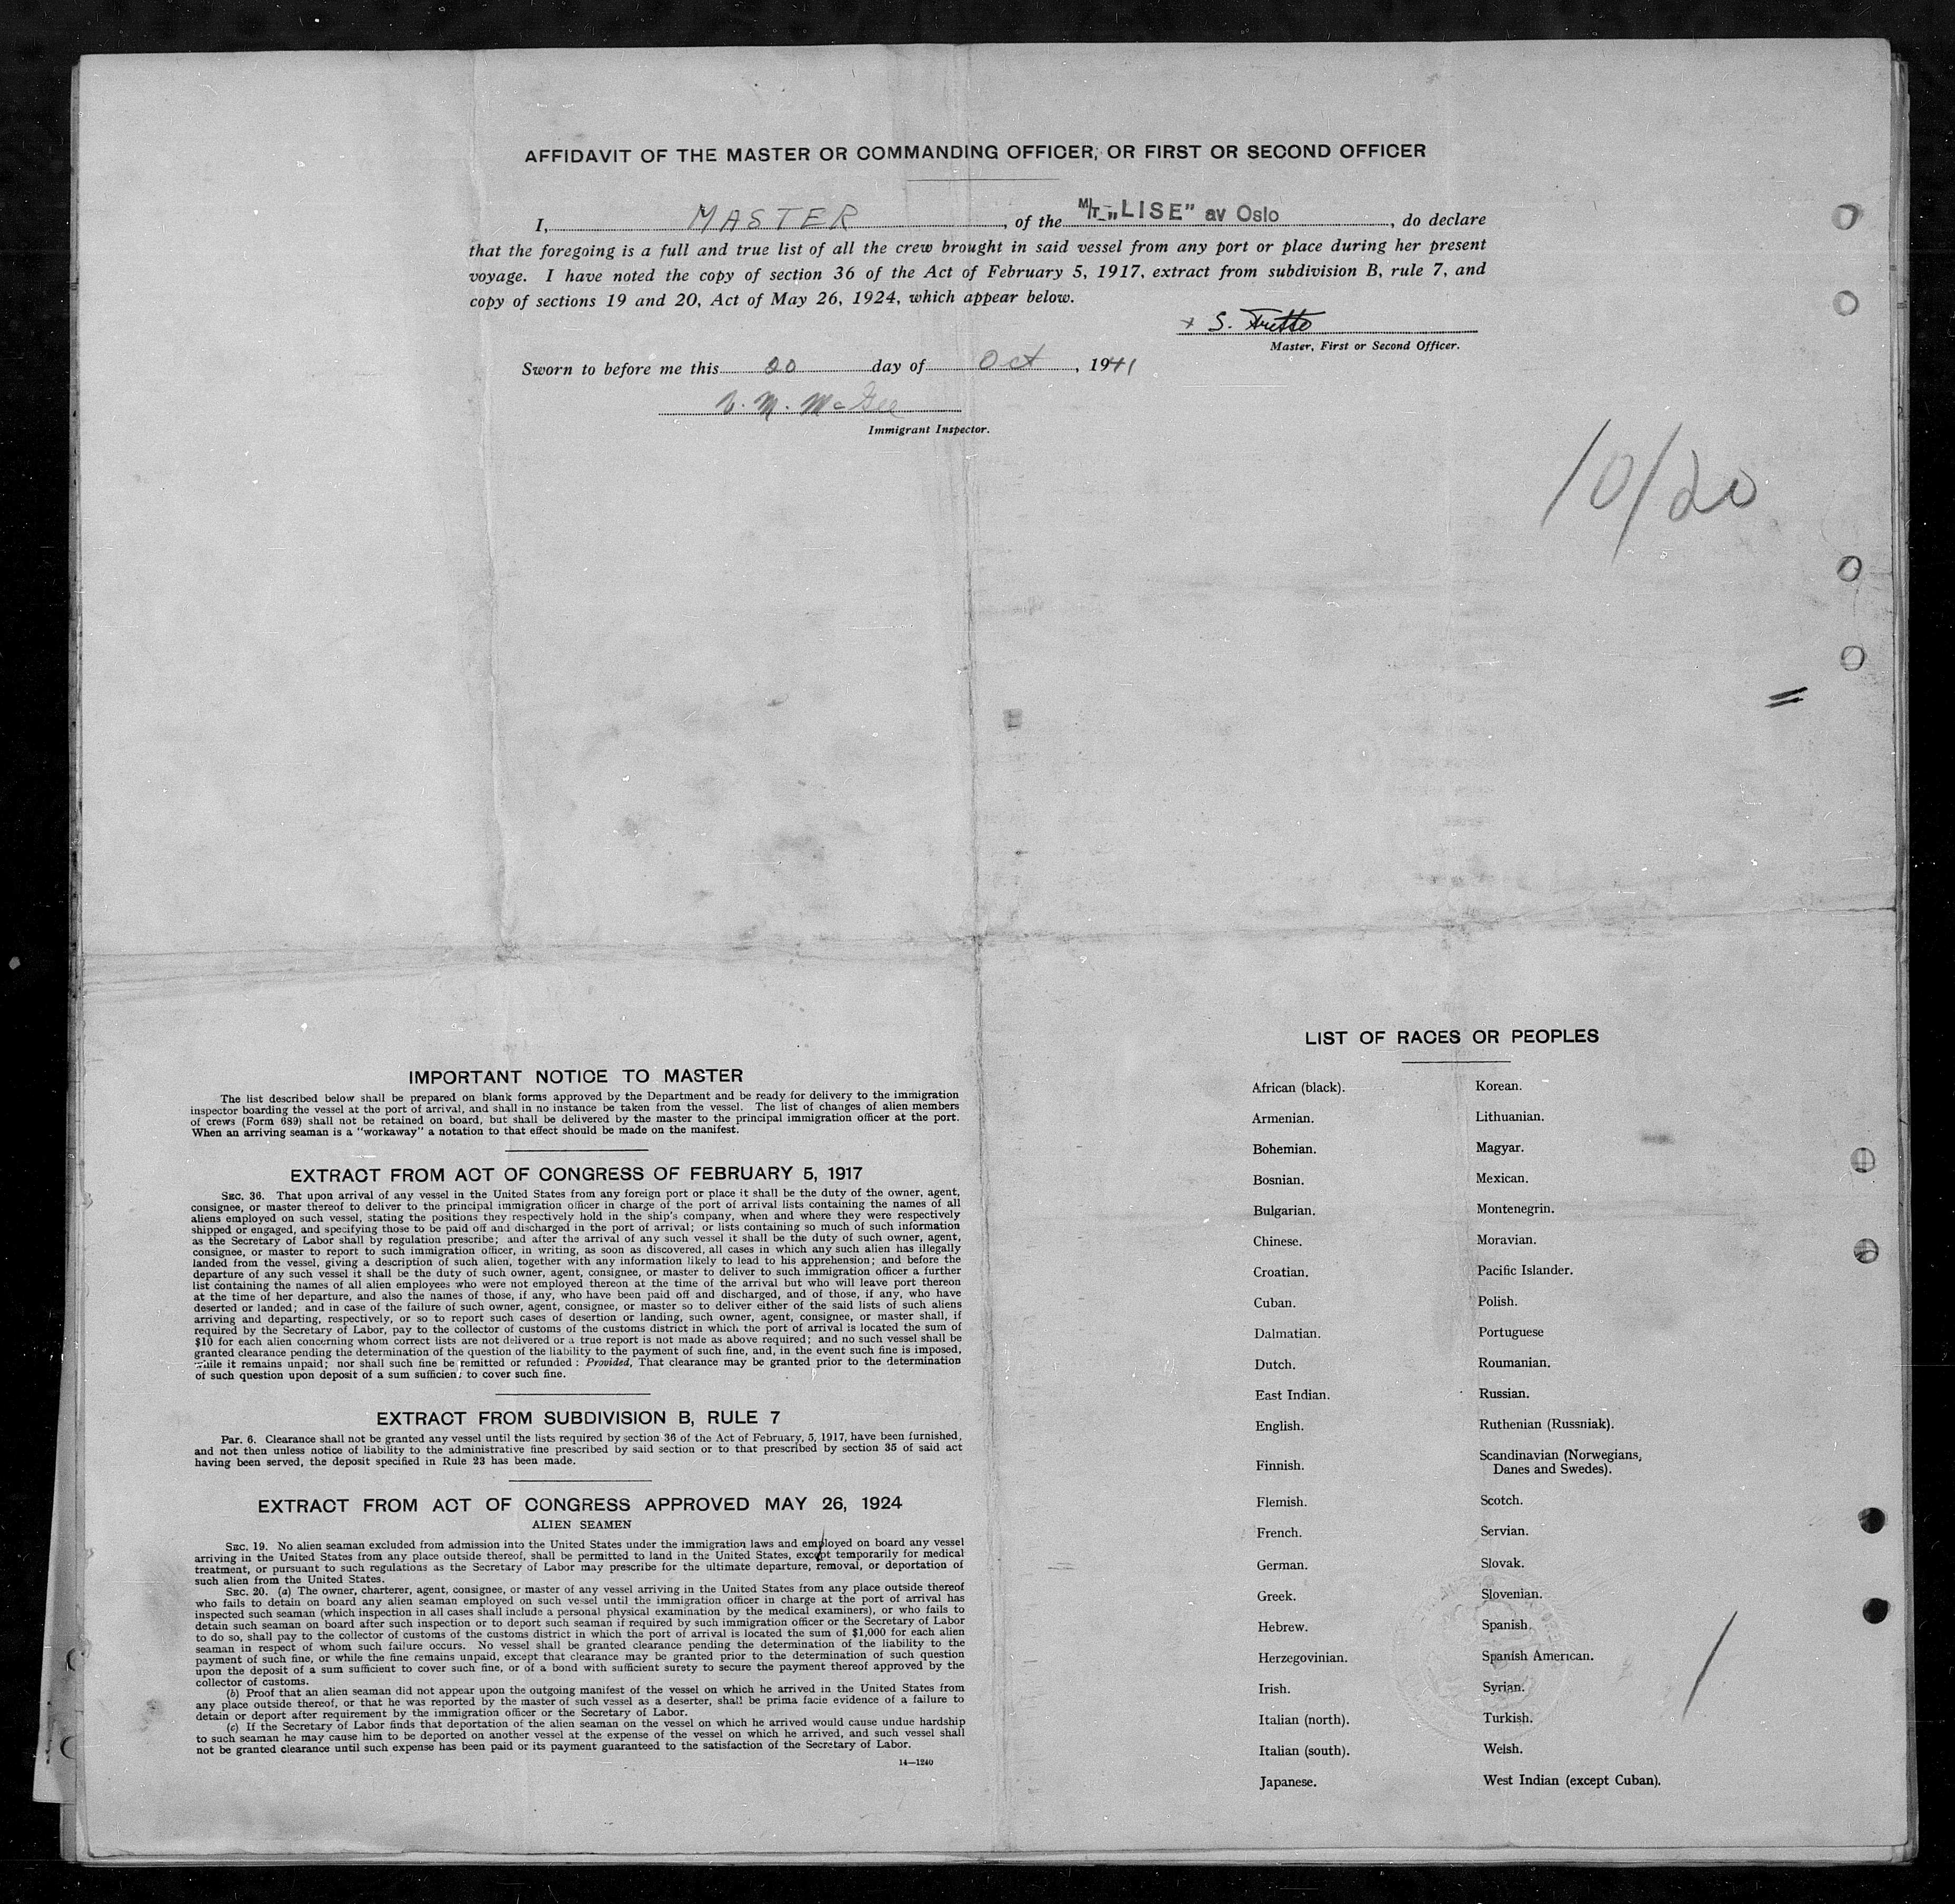 AFFIDAVIT OF THE MASTER OR COMMANDING OFFICER, OR FIRST OR SECOND OFFICER
I, MASTER, of the M/T „LISE” av Oslo, do declare
that the foregoing is a full and true list of all the crew brought in said vessel from any port or place during her present
voyage. I have noted the copy of section 36 of the Act of February 5, 1917, extract from subdivision B, rule 7, and
copy of sections 19 and 20, Act of May 26, 1924, which appear below.
x S.
Master, First or Second Officer.
Sworn to before me this 20 day of Oct, 1941
McGee
Immigrant Inspector.
10/20
IMPORTANT NOTICE TO MASTER
The list described below shall be prepared on blank forms approved by the Department and be ready for delivery to the immigration
inspector boarding the vessel at the port of arrival, and shall in no instance be taken from the vessel. The list of changes of alien members
of crews (Form 689) shall not be retained on board, but shall be delivered by the master to the principal immigration officer at the port.
When an arriving seaman is a "workaway" a notation to that effect should be made on the manifest.
EXTRACT FROM ACT OF CONGRESS OF FEBRUARY 5, 1917
SEC. 36. That upon arrival of any vessel in the United States from any foreign port or place it shall be the duty of the owner, agent,
consignee, or master thereof to deliver to the principal immigration officer in charge of the port of arrival lists containing the names of all
aliens employed on such vessel, stating the positions they respectively hold in the ship's company, when and where they were respectively
shipped or engaged, and specifying those to be paid off and discharged in the port of arrival; or lists containing so much of such information
as the Secretary of Labor shall by regulation prescribe; and after the arrival of any such vessel it shall be the duty of such owner, agent,
consignee, or master to report to such immigration officer, in writing, as soon as discovered, all cases in which any such alien has illegally
landed from the vessel, giving a description of such alien, together with any information likely to lead to his apprehension; and before the
departure of any such vessel it shall be the duty of such owner, agent, consignee, or master to deliver to such immigration officer a further
list containing the names of all alien employees who were not employed thereon at the time of the arrival but who will leave port thereon
at the time of her departure, and also the names of those, if any, who have been paid off and discharged, and of those, if any, who have
deserted or landed; and in case of the failure of such owner, agent, consignee, or master so to deliver either of the said lists of such aliens
arriving and departing, respectively, or so to report such cases of desertion or landing, such owner, agent, consignee, or master shall, if
required by the Secretary of Labor, pay to the collector of customs of the customs district in which the port of arrival is located the sum of
$10 for each alien concerning whom correct lists are not delivered or a true report is not made as above required; and no such vessel shall be
granted clearance pending the determination of the question of the liability to the payment of such fine, and, in the event such fine is imposed,
while it remains unpaid; nor shall such fine be remitted or refunded: Provided, That clearance may be granted prior to the determination
of such question upon deposit of a sum sufficient to cover such fine.
EXTRACT FROM SUBDIVISION B, RULE 7
Par. 6. Clearance shall not be granted any vessel until the lists required by section 36 of the Act of February, 5, 1917, have been furnished,
and not then unless notice of liability to the administrative fine prescribed by said section or to that prescribed by section 35 of said act
having been served, the deposit specified in Rule 23 has been made.
EXTRACT FROM ACT OF CONGRESS APPROVED MAY 26, 1924
ALIEN SEAMEN
SEC. 19. No alien seaman excluded from admission into the United States under the immigration laws and employed on board any vessel
arriving in the United States from any place outside thereof, shall be permitted to land in the United States, except temporarily for medical
treatment, or pursuant to such regulations as the Secretary of Labor may prescribe for the ultimate departure, removal, or deportation of
such alien from the United States.
SEC. 20. (a) The owner, charterer, agent, consignee, or master of any vessel arriving in the United States from any place outside thereof
who fails to detain on board any alien seaman employed on such vessel until the immigration officer in charge at the port of arrival has
inspected such seaman (which inspection in all cases shall include a personal physical examination by the medical examiners), or who fails to
detain such seaman on board after such inspection or to deport such seaman if required by such immigration officer or the Secretary of Labor
to do so, shall pay to the collector of customs of the customs district in which the port of arrival is located the sum of $1,000 for each alien
seaman in respect of whom such failure occurs. No vessel shall be granted clearance pending the determination of the liability to the
payment of such fine, or while the fine remains unpaid, except that clearance may be granted prior to the determination of such question
upon the deposit of a sum sufficient to cover such fine, or of a bond with sufficient surety to secure the payment thereof approved by the
collector of customs.
(b) Proof that an alien seaman did not appear upon the outgoing manifest of the vessel on which he arrived in the United States from
any place outside thereof, or that he was reported by the master of such vessel as a deserter, shall be prima facie evidence of a failure to
detain or deport after requirement by the immigration officer or the Secretary of Labor.
(c) If the Secretary of Labor finds that deportation of the alien seaman on the vessel on which he arrived would cause undue hardship
to such seaman he may cause him to be deported on another vessel at the expense of the vessel on which he arrived, and such vessel shall
not be granted clearance until such expense has been paid or its payment guaranteed to the satisfaction of the Secretary of Labor.
14—1240
LIST OF RACES OR PEOPLES
African (black).
Armenian.
Bohemian.
Bosnian.
Bulgarian.
Chinese.
Croatian.
Cuban.
Dalmatian.
Dutch.
East Indian.
English.
Finnish.
Flemish.
French.
German.
Greek.
Hebrew.
Herzegovinian.
Irish.
Italian (north).
Italian (south).
Japanese.
Korean.
Lithuanian.
Magyar.
Mexican.
Montenegrin.
Moravian.
Pacific Islander.
Polish.
Portuguese
Roumanian.
Russian.
Ruthenian (Russniak).
Scandinavian (Norwegians,
Danes and Swedes).
Scotch.
Servian.
Slovak.
Slovenian.
Spanish.
Spanish American.
Syrian.
Turkish.
Welsh.
West Indian (except Cuban).